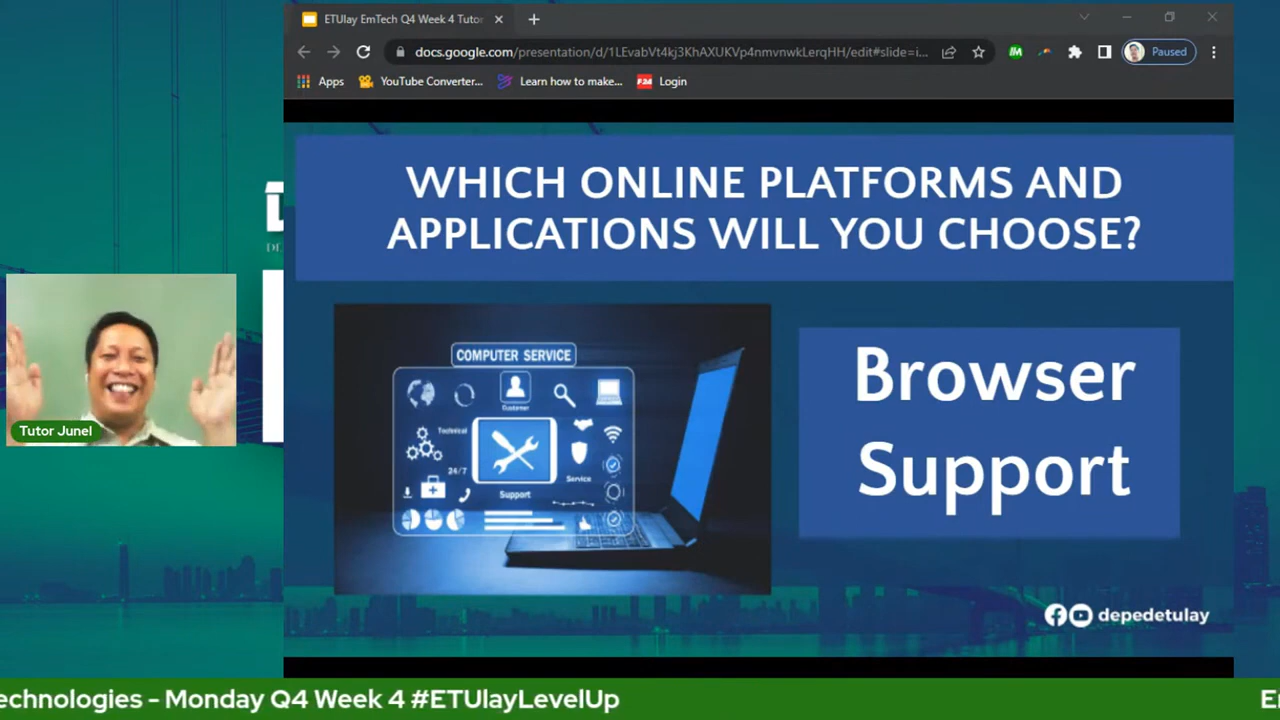 ETUlay EmTech Q4 Week 4 Tutor
docs.google.com/presentation/d/1LEvabVt4kj3KhAXUKVp4nmvnwkLerqHH/edit#slide=i...
Paused
Apps
YouTube Converter...
Learn how to make...
Login
WHICH ONLINE PLATFORMS AND
APPLICATIONS WILL YOU CHOOSE?
COMPUTER SERVICE
Customer
Technical
24/7
Service
Support
Browser
Support
Tutor Junel
depedetulay
echnologies - Monday Q4 Week 4 #ETUlayLevelUp